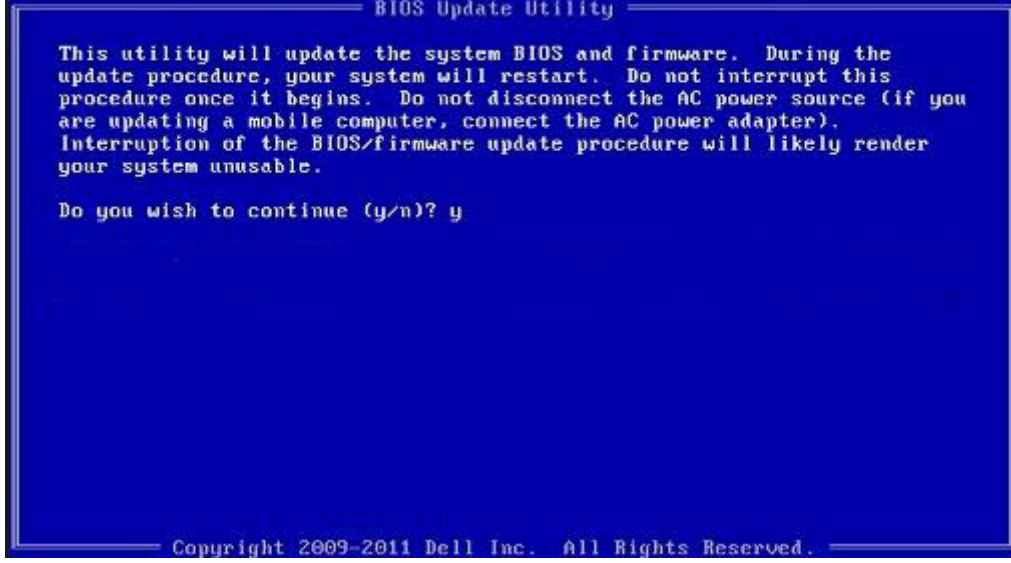 BIOS Update Utility
This utility will update the system BIOS and firmware.  During the
update procedure, your system will restart.  Do not interrupt this
procedure once it begins.  Do not disconnect the AC power source (if you
are updating a mobile computer, connect the AC power adapter).
Interruption of the BIOS/firmware update procedure will likely render
your system unusable.
Do you wish to continue (y/n)? y
Copyright 2009-2011 Dell Inc.  All Rights Reserved.